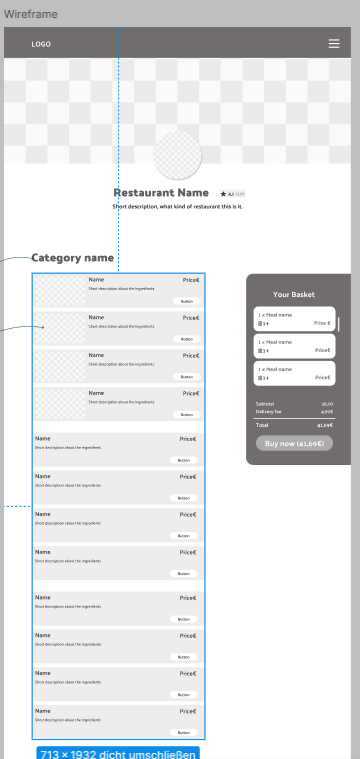 Wireframe
LOGO
Restaurant Name
Short description, what kind of restaurant this is it.
Category name
Name Price€
Short description about the ingredients
Button
Name Price€
Short description about the ingredients
Button
Name Price€
Short description about the ingredients
Button
Name Price€
Short description about the ingredients
Button
Name Price€
Short description about the ingredients
Button
Name Price€
Short description about the ingredients
Button
Name Price€
Short description about the ingredients
Button
Name Price€
Short description about the ingredients
Button
Name Price€
Short description about the ingredients
Button
Name Price€
Short description about the ingredients
Button
Name Price€
Short description about the ingredients
Button
Name Price€
Short description about the ingredients
Button
Your Basket
1 x Meal name
1 + Price €
1 x Meal name
1 + Price€
1 x Meal name
1 + Price€
Subtotal
Delivery fee 4,99€
Total 41,69€
Buy now (41,69€)
713 × 1932 dicht umschließen